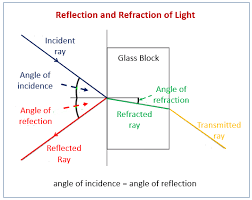 Reflection and Refraction of Light
Incident
ray
Glass Block
Angle of
incidence
Angle of
refection
Angle of
refraction
Refracted
ray
Reflected
Ray
Transmitted
ray
angle of incidence = angle of reflection